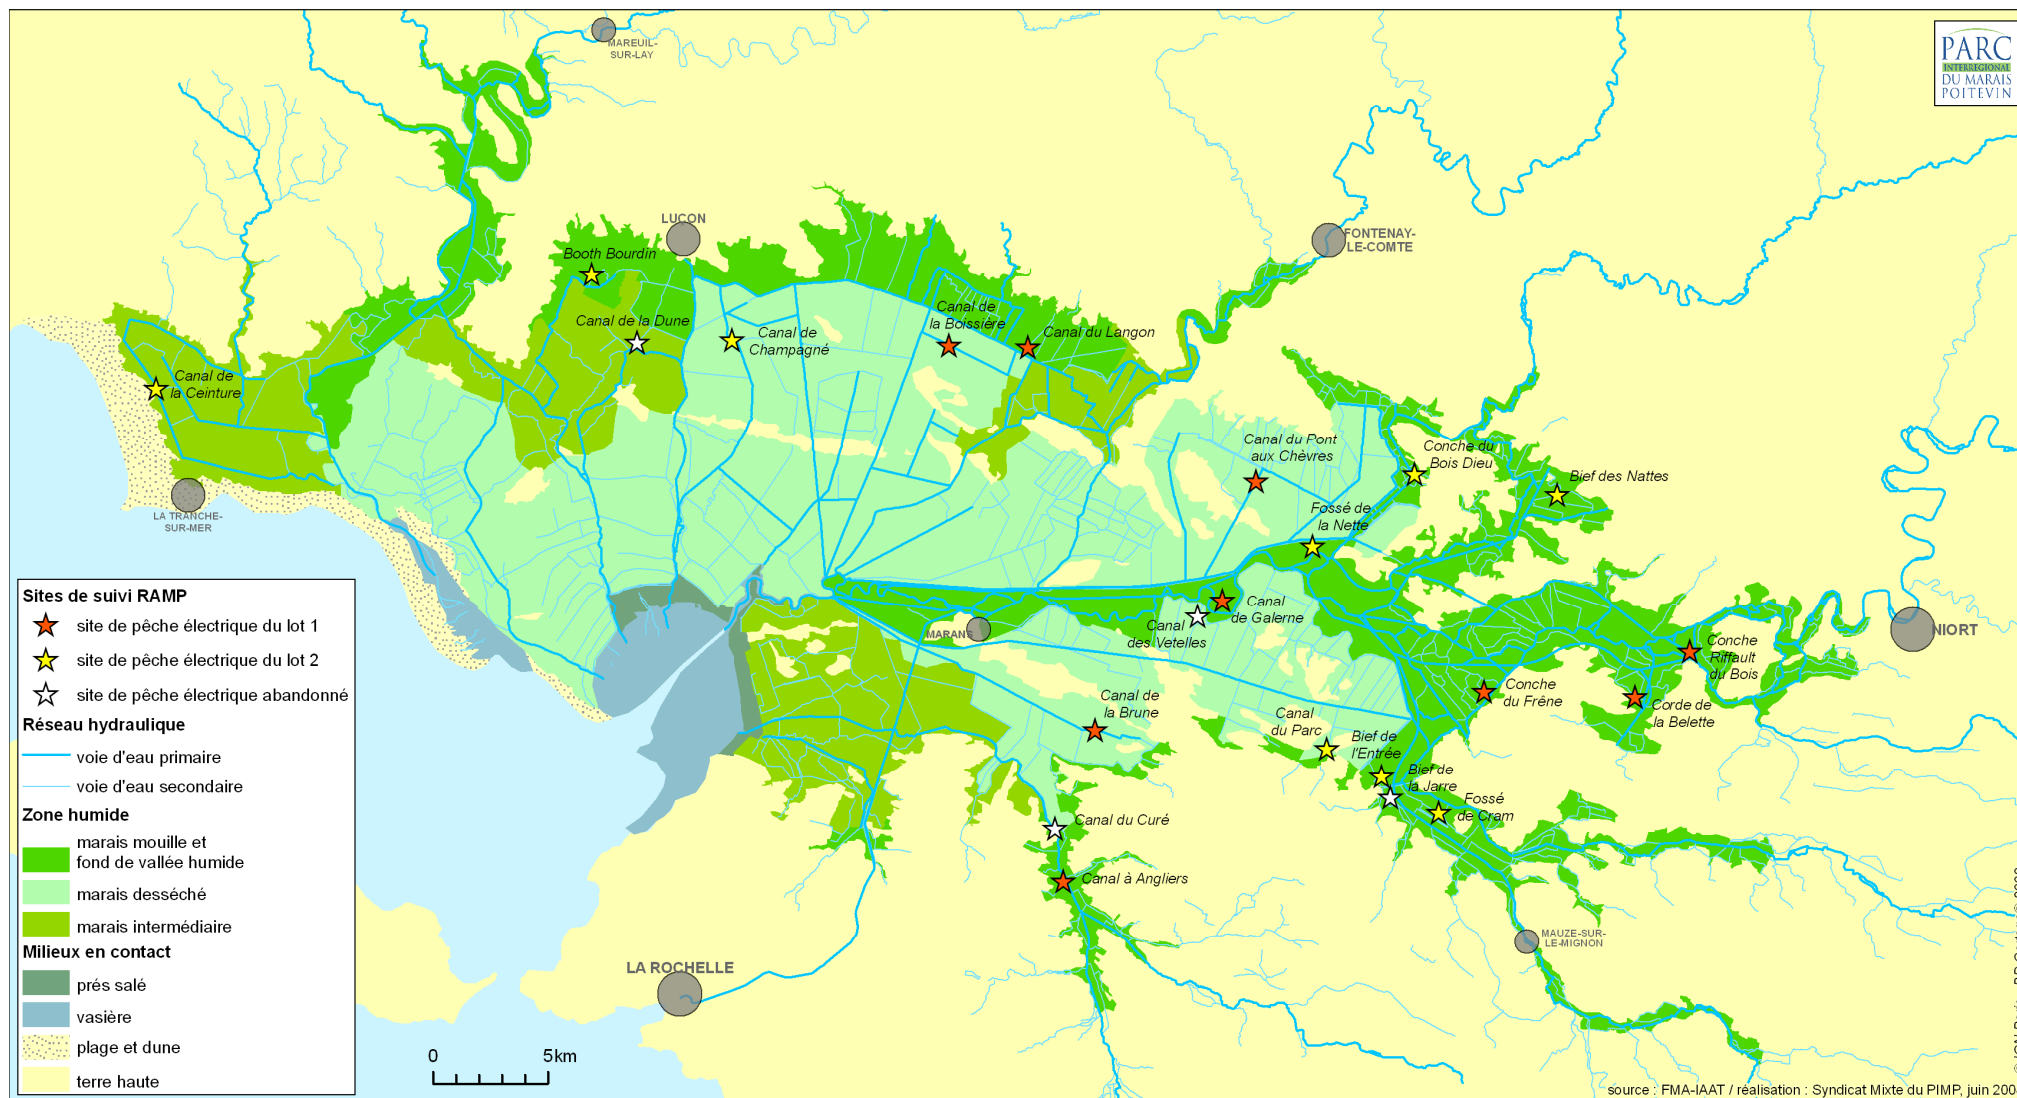 MAREUIL-
SUR-LAY
PARC
INTERREGIONAL
DU MARAIS
POITEVIN
LUCON
FONTENAY-
LE-COMTE
Booth Bourdin
Canal de la Dune
Canal de
Champagné
Canal de
la Boissière
Canal du Langon
Canal de
la Ceinture
LA TRANCHE-
SUR-MER
Canal du Pont
aux Chèvres
Conche du
Bois Dieu
Bief des Nattes
Fossé de
la Nette
Canal
de Galerne
Canal
des Vetelles
MARANS
NIORT
Conche
Riffault
du Bois
Conche
du Frêne
Corde de
la Belette
Canal de
la Brune
Canal
du Parc
Bief de
l'Entrée
Bief de
la Jarre
Fossé
de Cram
Canal du Curé
Canal à Angliers
MAUZE-SUR-
LE-MIGNON
LA ROCHELLE
Sites de suivi RAMP
site de pêche électrique du lot 1
site de pêche électrique du lot 2
site de pêche électrique abandonné
Réseau hydraulique
voie d'eau primaire
voie d'eau secondaire
Zone humide
marais mouille et
fond de vallée humide
marais desséché
marais intermédiaire
Milieux en contact
prés salé
vasière
plage et dune
terre haute
0 5km
source : FMA-IAAT / réalisation : Syndicat Mixte du PIMP, juin